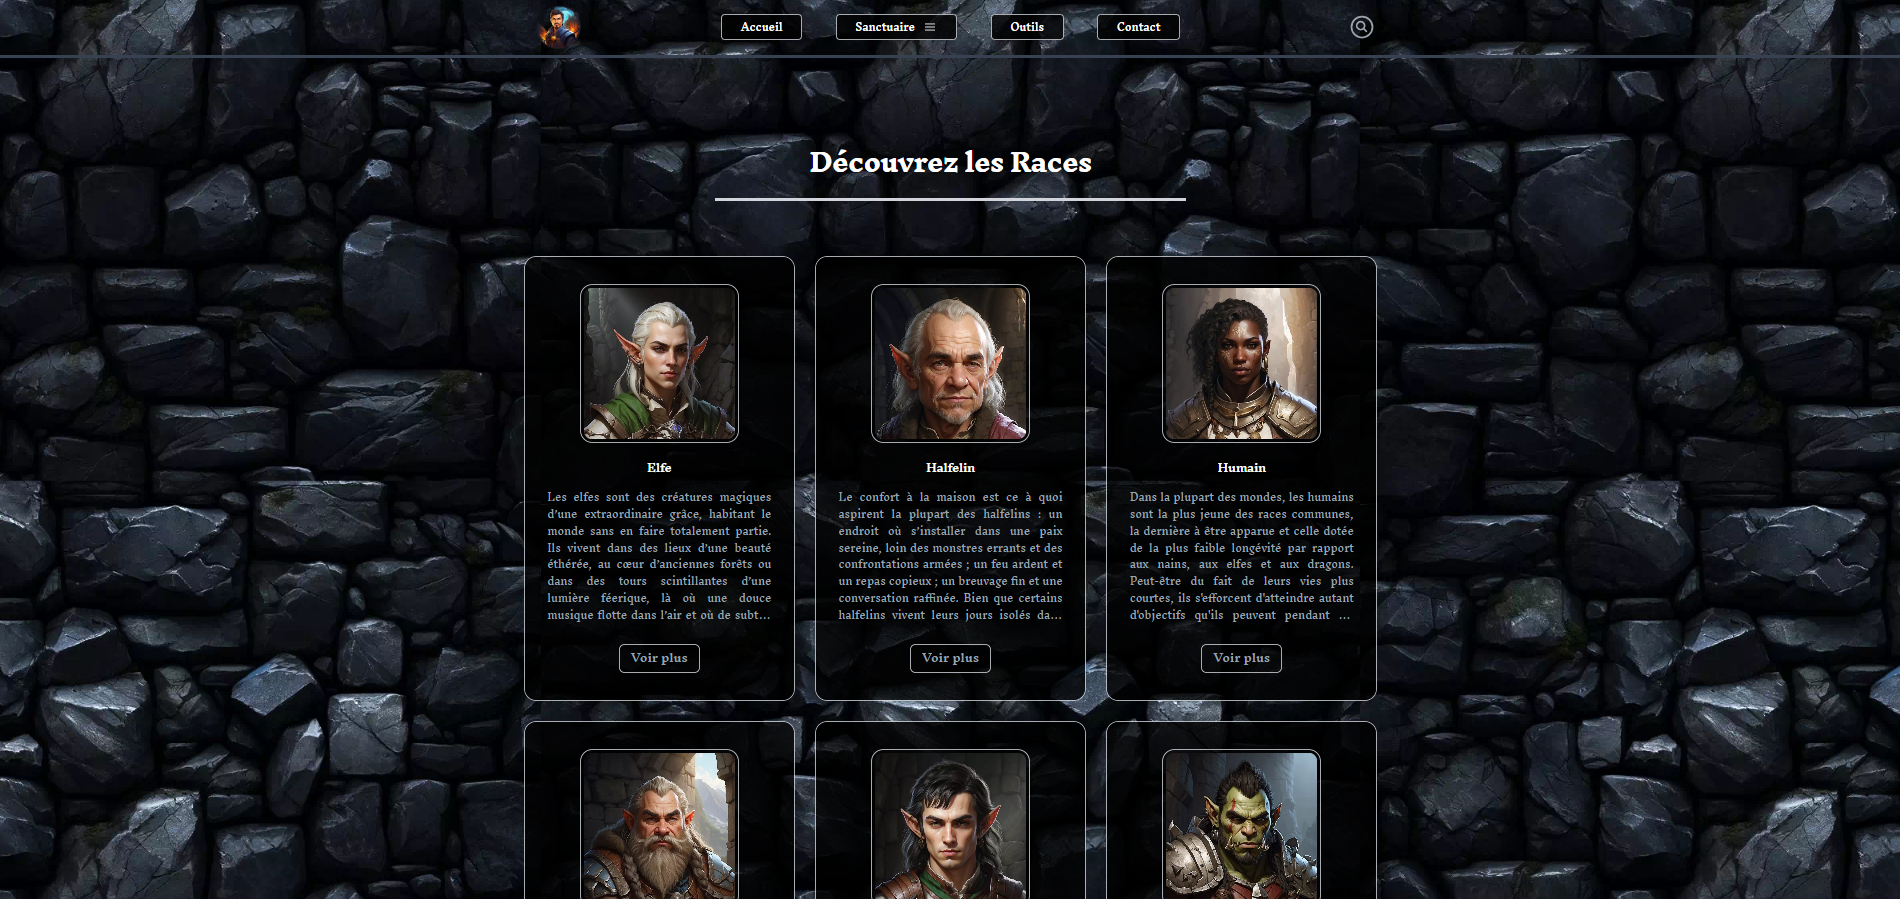 Accueil
Sanctuaire
Outils
Contact
Découvrez les Races
Elfe
Les elfes sont des créatures magiques
d'une extraordinaire grâce, habitant le
monde sans en faire totalement partie.
Ils vivent dans des lieux d'une beauté
éthérée, au cœur d'anciennes forêts ou
dans des tours scintillantes d'une
lumière féerique, là où une douce
musique flotte dans l'air et où de subt...
Voir plus
Halfelin
Le confort à la maison est ce à quoi
aspirent la plupart des halfelins : un
endroit où s'installer dans une paix
sereine, loin des monstres errants et des
confrontations armées ; un feu ardent et
un repas copieux ; un breuvage fin et une
conversation raffinée. Bien que certains
halfelins vivent leurs jours isolés da...
Voir plus
Humain
Dans la plupart des mondes, les humains
sont la plus jeune des races communes,
la dernière à être apparue et celle dotée
de la plus faible longévité par rapport
aux nains, aux elfes et aux dragons.
Peut-être du fait de leurs vies plus
courtes, ils s'efforcent d'atteindre autant
d'objectifs qu'ils peuvent pendant ...
Voir plus